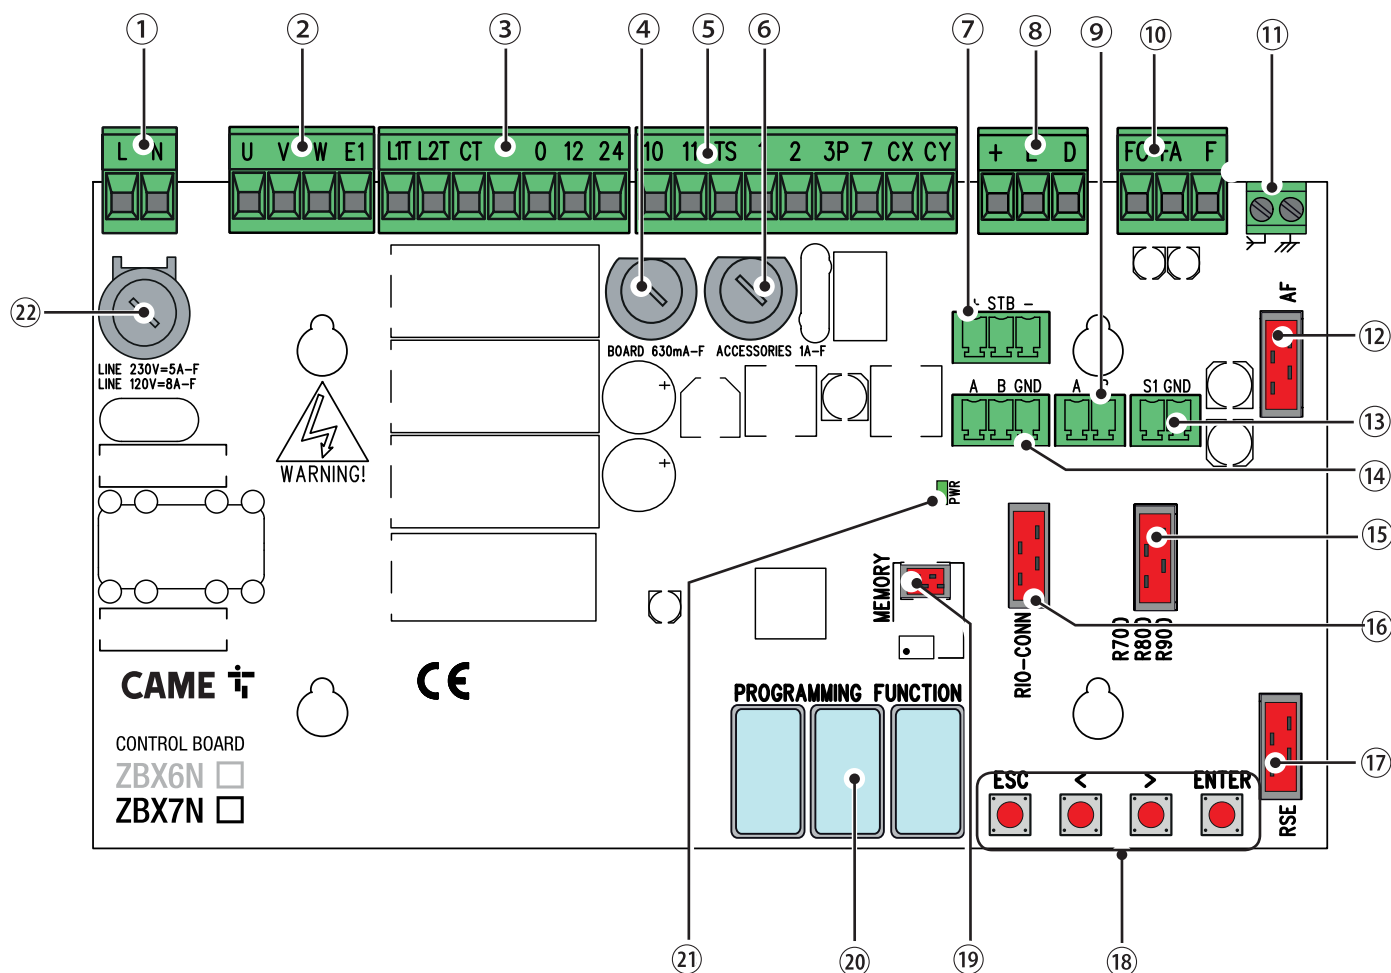 1 2 3 4 5 6 7 8 9 10 11
L N U V W E1 L1T L2T CT 0 12 24 10 11 TS 1 2 3P 7 CX CY + E D FC FA F
22
LINE 230V=5A-F
LINE 120V=8A-F
BOARD 630mA-F ACCESSORIES 1A-F
STB -
AF
12
A B GND A S1 GND
13
14
WARNING!
+
+
PWR
15
MEMORY
RIO-CONN
R700
R800
R900
16
CAME
CE
PROGRAMMING FUNCTION
CONTROL BOARD
ZBX6N
ZBX7N
ESC < > ENTER
17
RSE
21 20 19 18